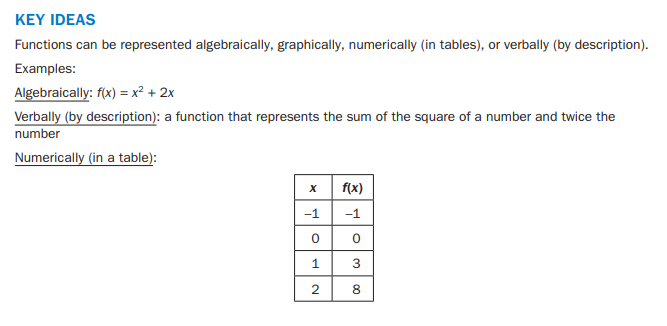 KEY IDEAS
Functions can be represented algebraically, graphically, numerically (in tables), or verbally (by description).
Examples:
Algebraically: f(x) = x² + 2x
Verbally (by description): a function that represents the sum of the square of a number and twice the
number
Numerically (in a table):
x f(x)
–1 –1
0 0
1 3
2 8